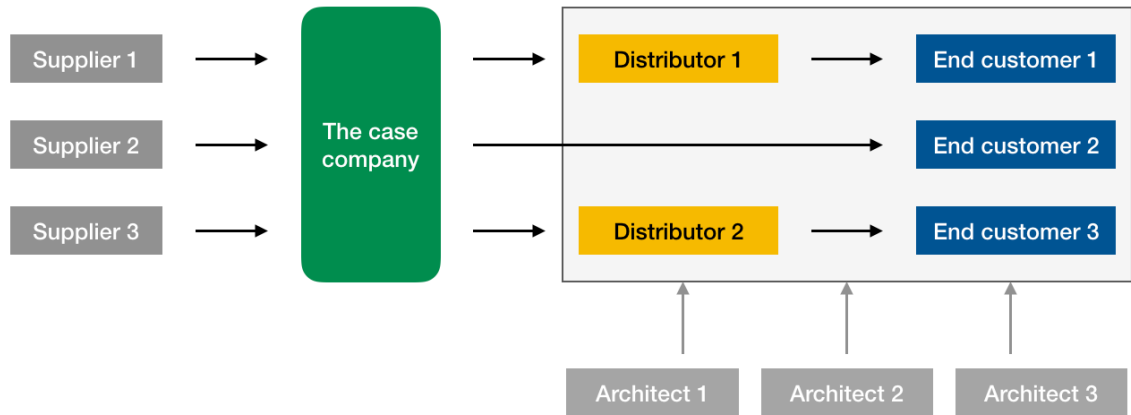 Supplier 1
Distributor 1
End customer 1
Supplier 2
The case
company
End customer 2
Supplier 3
Distributor 2
End customer 3
Architect 1
Architect 2
Architect 3